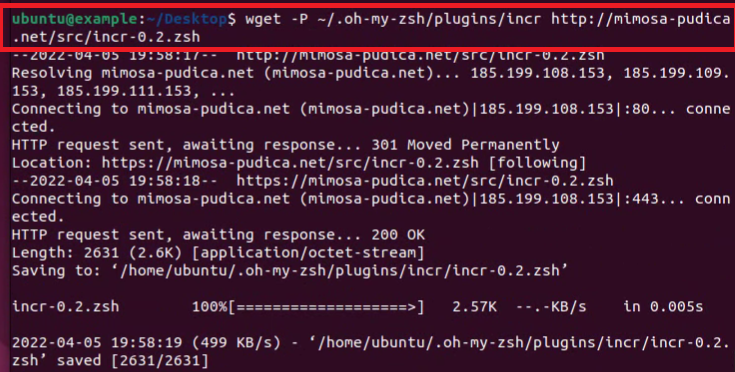 ubuntu@example:~/Desktop$ wget -P ~/.oh-my-zsh/plugins/incr http://mimosa-pudica
.net/src/incr-0.2.zsh
--2022-04-05 19:58:17--  http://mimosa-pudica.net/src/incr-0.2.zsh
Resolving mimosa-pudica.net (mimosa-pudica.net)... 185.199.108.153, 185.199.109.
153, 185.199.111.153, ...
Connecting to mimosa-pudica.net (mimosa-pudica.net)|185.199.108.153|:80... conne
cted.
HTTP request sent, awaiting response... 301 Moved Permanently
Location: https://mimosa-pudica.net/src/incr-0.2.zsh [following]
--2022-04-05 19:58:18--  https://mimosa-pudica.net/src/incr-0.2.zsh
Connecting to mimosa-pudica.net (mimosa-pudica.net)|185.199.108.153|:443... conn
ected.
HTTP request sent, awaiting response... 200 OK
Length: 2631 (2.6K) [application/octet-stream]
Saving to: ‘/home/ubuntu/.oh-my-zsh/plugins/incr/incr-0.2.zsh’
incr-0.2.zsh        100%[===================>]   2.57K  --.-KB/s    in 0.005s
2022-04-05 19:58:19 (499 KB/s) - ‘/home/ubuntu/.oh-my-zsh/plugins/incr/incr-0.2.
zsh’ saved [2631/2631]